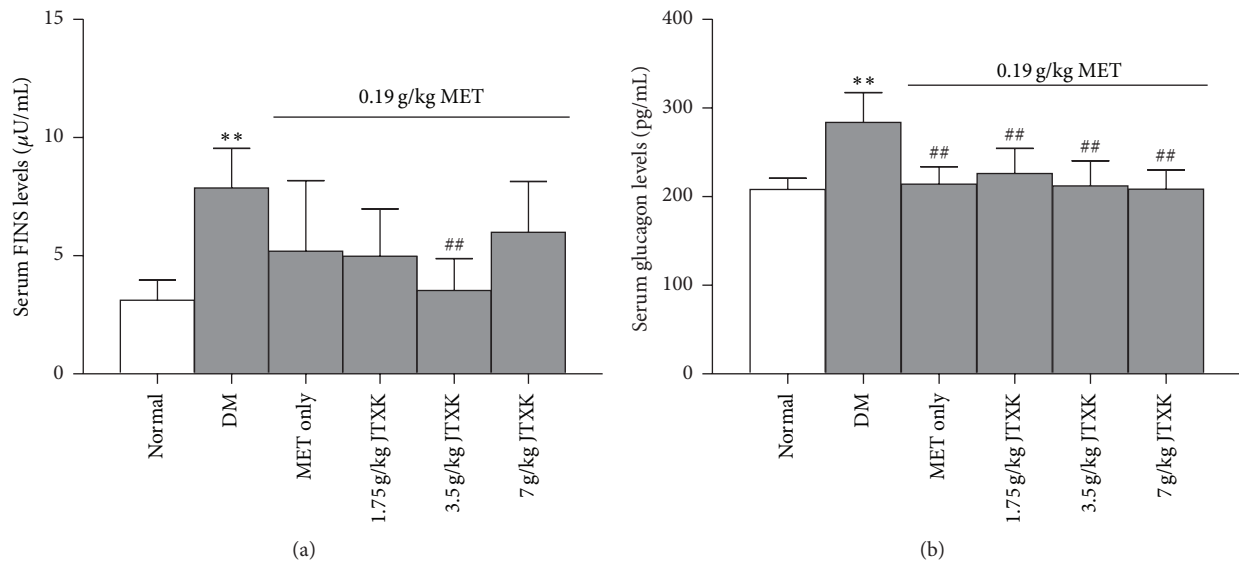 15
10
5
0
Serum FINS levels (μU/mL)
**
0.19 g/kg MET
##
Normal
DM
MET only
1.75 g/kg JTXK
3.5 g/kg JTXK
7 g/kg JTXK
(a)
400
300
200
100
0
Serum glucagon levels (pg/mL)
**
0.19 g/kg MET
##
##
##
##
Normal
DM
MET only
1.75 g/kg JTXK
3.5 g/kg JTXK
7 g/kg JTXK
(b)